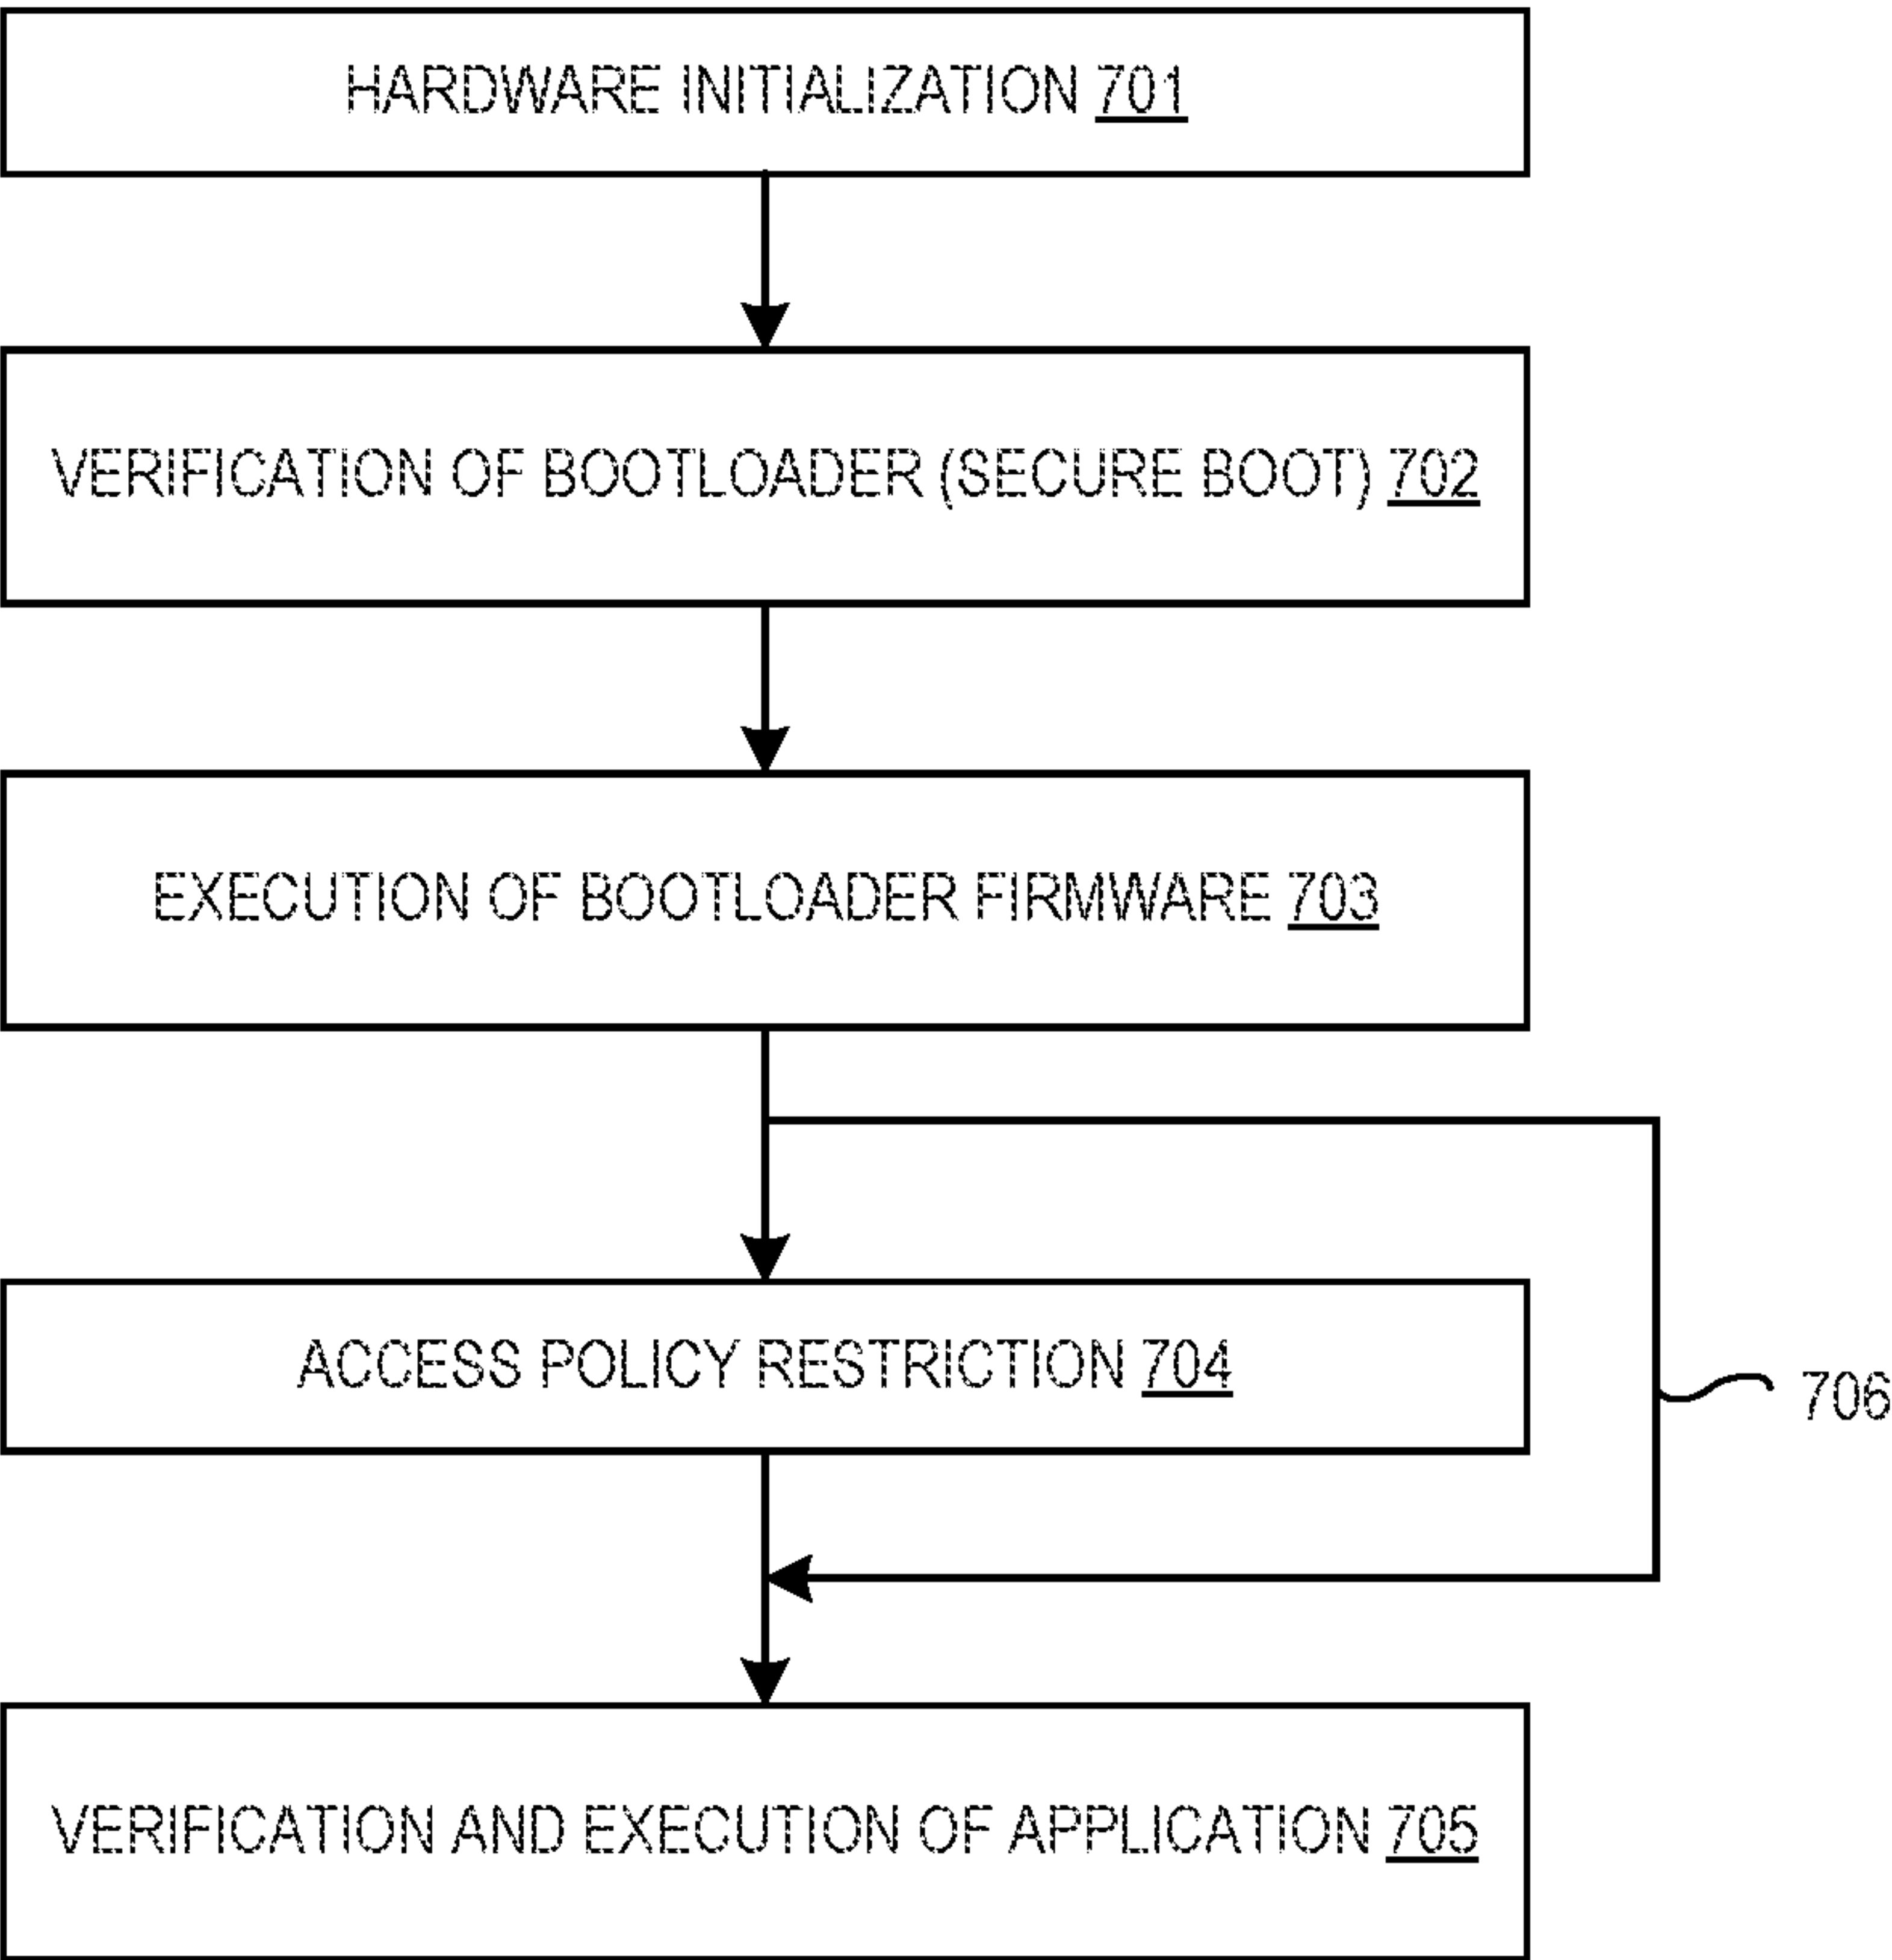 HARDWARE INITIALIZATION 701
VERIFICATION OF BOOTLOADER (SECURE BOOT) 702
EXECUTION OF BOOTLOADER FIRMWARE 703
ACCESS POLICY RESTRICTION 704
706
VERIFICATION AND EXECUTION OF APPLICATION 705